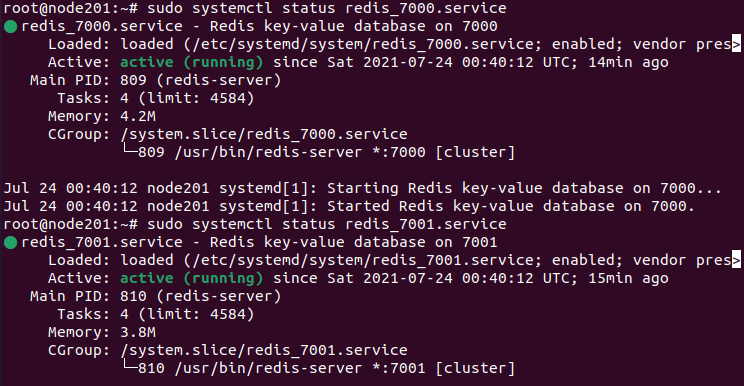 root@node201:~# sudo systemctl status redis_7000.service
● redis_7000.service - Redis key-value database on 7000
     Loaded: loaded (/etc/systemd/system/redis_7000.service; enabled; vendor pres>
     Active: active (running) since Sat 2021-07-24 00:40:12 UTC; 14min ago
   Main PID: 809 (redis-server)
      Tasks: 4 (limit: 4584)
     Memory: 4.2M
     CGroup: /system.slice/redis_7000.service
             └─809 /usr/bin/redis-server *:7000 [cluster]

Jul 24 00:40:12 node201 systemd[1]: Starting Redis key-value database on 7000...
Jul 24 00:40:12 node201 systemd[1]: Started Redis key-value database on 7000.
root@node201:~# sudo systemctl status redis_7001.service
● redis_7001.service - Redis key-value database on 7001
     Loaded: loaded (/etc/systemd/system/redis_7001.service; enabled; vendor pres>
     Active: active (running) since Sat 2021-07-24 00:40:12 UTC; 15min ago
   Main PID: 810 (redis-server)
      Tasks: 4 (limit: 4584)
     Memory: 3.8M
     CGroup: /system.slice/redis_7001.service
             └─810 /usr/bin/redis-server *:7001 [cluster]